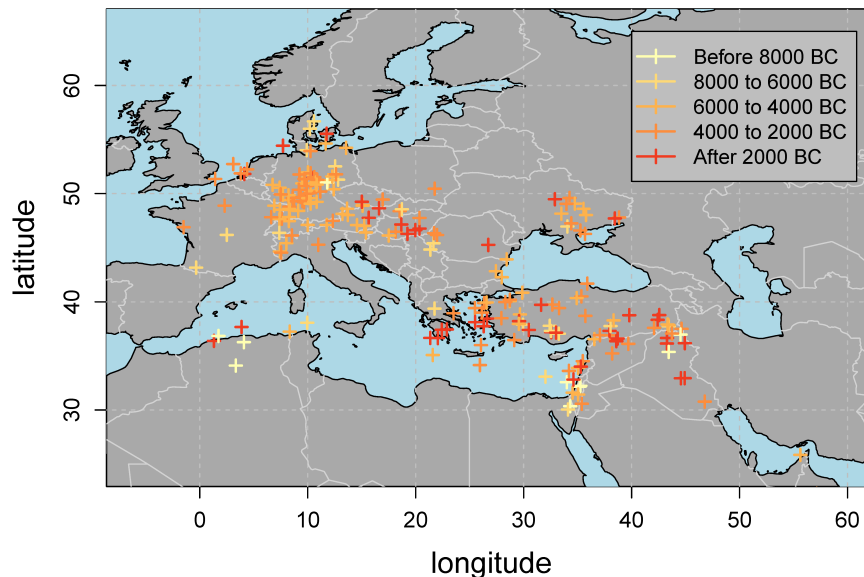 Before 8000 BC
8000 to 6000 BC
6000 to 4000 BC
4000 to 2000 BC
After 2000 BC
latitude
60
50
40
30
0
10
20
30
40
50
60
longitude